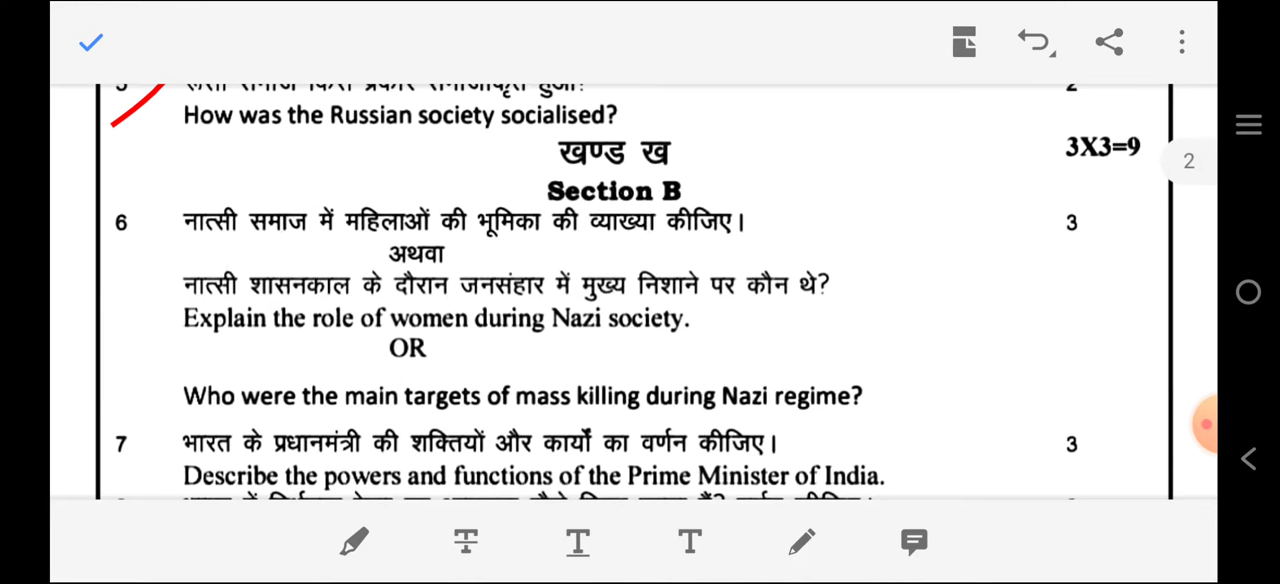 How was the Russian society socialised?
खण्ड ख
3X3=9
2
Section B
6 नात्सी समाज में महिलाओं की भूमिका की व्याख्या कीजिए। 3
अथवा
नात्सी शासनकाल के दौरान जनसंहार में मुख्य निशाने पर कौन थे?
Explain the role of women during Nazi society.
OR
Who were the main targets of mass killing during Nazi regime?
7 भारत के प्रधानमंत्री की शक्तियों और कार्यों का वर्णन कीजिए। 3
Describe the powers and functions of the Prime Minister of India.